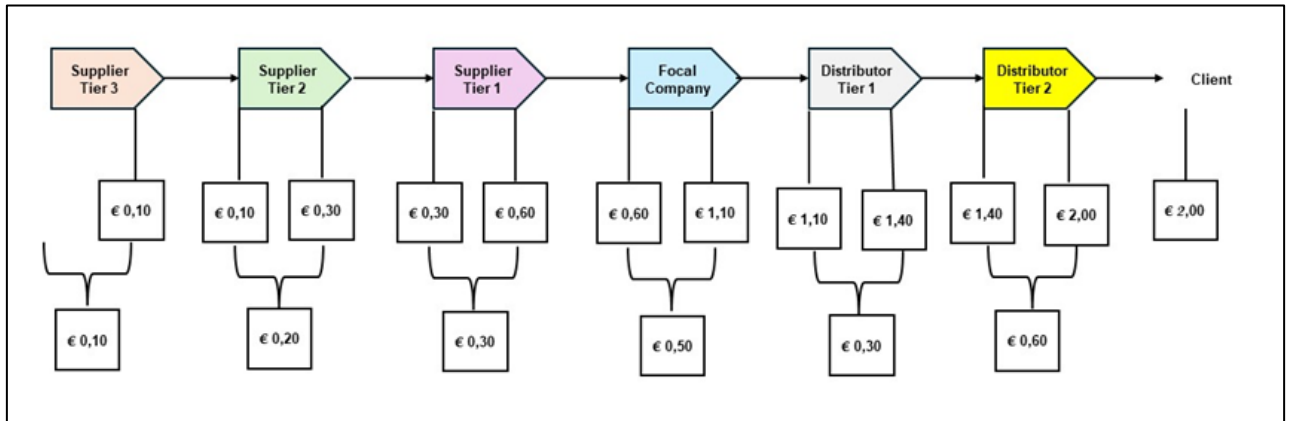 Supplier
Tier 3
Supplier
Tier 2
Supplier
Tier 1
Focal
Company
Distributor
Tier 1
Distributor
Tier 2
Client
€ 0,10
€ 0,10
€ 0,30
€ 0,30
€ 0,60
€ 0,60
€ 1,10
€ 1,10
€ 1,40
€ 1,40
€ 2,00
€ 2,00
€ 0,10
€ 0,20
€ 0,30
€ 0,50
€ 0,30
€ 0,60